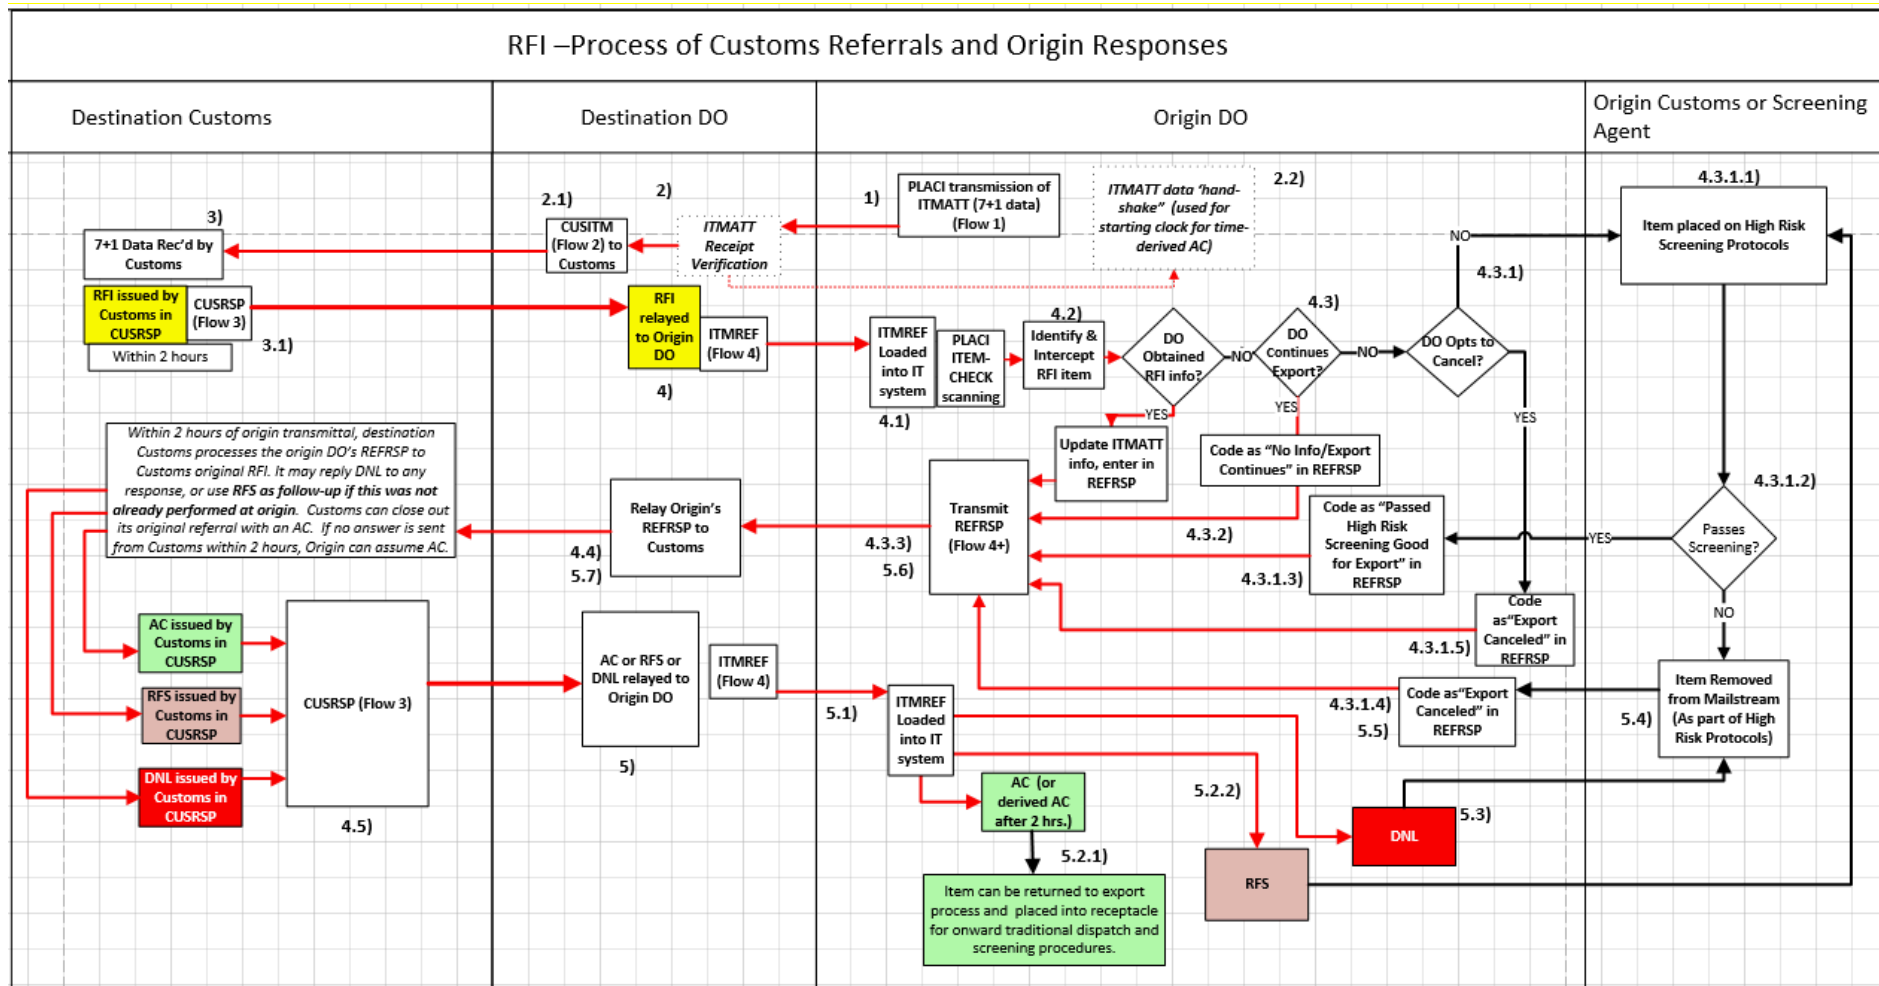 RFI –Process of Customs Referrals and Origin Responses
Destination Customs
Destination DO
Origin DO
Origin Customs or Screening
Agent
1)
PLACI transmission of
ITMATT (7+1 data)
(Flow 1)
2)
ITMATT
Receipt
Verification
2.1)
CUSITM
(Flow 2) to
Customs
2.2)
ITMATT data 'hand-
shake" (used for
starting clock for time-
derived AC)
3)
7+1 Data Rec'd by
Customs
RFI issued by
Customs in
CUSRSP
CUSRSP
(Flow 3)
3.1)
Within 2 hours
RFI
relayed
to Origin
DO
ITMREF
(Flow 4)
4)
ITMREF
Loaded
into IT
system
4.1)
PLACI
ITEM-
CHECK
scanning
4.2)
Identify &
Intercept
RFI item
DO
Obtained
RFI info?
NO
YES
4.3)
DO
Continues
Export?
NO
YES
DO Opts to
Cancel?
NO
4.3.1)
YES
4.3.1.1)
Item placed on High Risk
Screening Protocols
4.3.1.2)
Passes
Screening?
YES
NO
Update ITMATT
info, enter in
REFRSP
Code as "No Info/Export
Continues" in REFRSP
4.3.2)
Code as "Passed
High Risk
Screening Good
for Export" in
REFRSP
4.3.1.3)
Code
as"Export
Canceled" in
REFRSP
4.3.1.5)
Transmit
REFRSP
(Flow 4+)
4.3.3)
5.6)
Relay Origin's
REFRSP to
Customs
4.4)
5.7)
Within 2 hours of origin transmittal, destination
Customs processes the origin DO's REFRSP to
Customs original RFI. It may reply DNL to any
response, or use RFS as follow-up if this was not
already performed at origin. Customs can close out
its original referral with an AC. If no answer is sent
from Customs within 2 hours, Origin can assume AC.
AC issued by
Customs in
CUSRSP
RFS issued by
Customs in
CUSRSP
DNL issued by
Customs in
CUSRSP
CUSRSP (Flow 3)
4.5)
AC or RFS or
DNL relayed to
Origin DO
5)
ITMREF
(Flow 4)
5.1)
ITMREF
Loaded
into IT
system
Code as"Export
Canceled" in
REFRSP
4.3.1.4)
5.5)
Item Removed
from Mailstream
(As part of High
Risk Protocols)
5.4)
AC (or
derived AC
after 2 hrs.)
5.2.1)
5.2.2)
RFS
DNL
5.3)
Item can be returned to export
process and placed into receptacle
for onward traditional dispatch and
screening procedures.